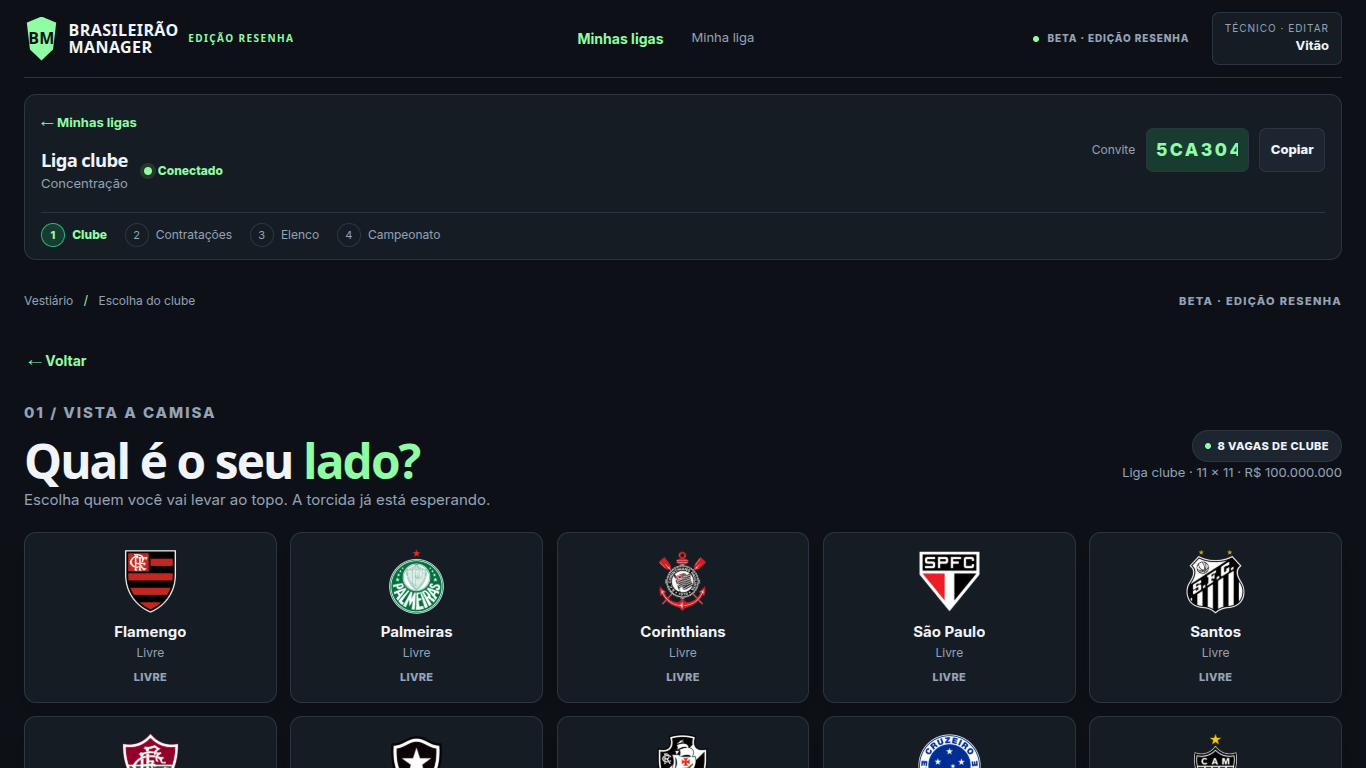 BM
BRASILEIRÃO
MANAGER
EDIÇÃO RESENHA
Minhas ligas
Minha liga
BETA · EDIÇÃO RESENHA
TÉCNICO · EDITAR
Vitão
← Minhas ligas
Liga clube
Concentração
Conectado
Convite
5CA304
Copiar
1 Clube
2 Contratações
3 Elenco
4 Campeonato
Vestiário / Escolha do clube
BETA · EDIÇÃO RESENHA
← Voltar
01 / VISTA A CAMISA
Qual é o seu lado?
Escolha quem você vai levar ao topo. A torcida já está esperando.
8 VAGAS DE CLUBE
Liga clube · 11 × 11 · R$ 100.000.000
Flamengo
Livre
LIVRE
PALMEIRAS
Palmeiras
Livre
LIVRE
Corinthians
Livre
LIVRE
SPFC
São Paulo
Livre
LIVRE
S.F.C.
Santos
Livre
LIVRE
CRUZEIRO
CAM